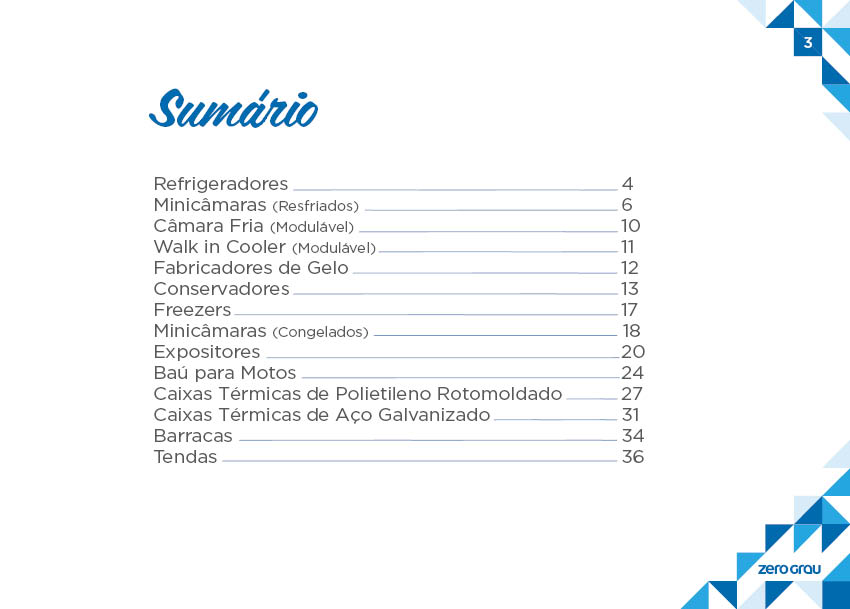 3
Sumário
Refrigeradores 4
Minicâmaras (Resfriados) 6
Câmara Fria (Modulável) 10
Walk in Cooler (Modulável) 11
Fabricadores de Gelo 12
Conservadores 13
Freezers 17
Minicâmaras (Congelados) 18
Expositores 20
Baú para Motos 24
Caixas Térmicas de Polietileno Rotomoldado 27
Caixas Térmicas de Aço Galvanizado 31
Barracas 34
Tendas 36
zero grau